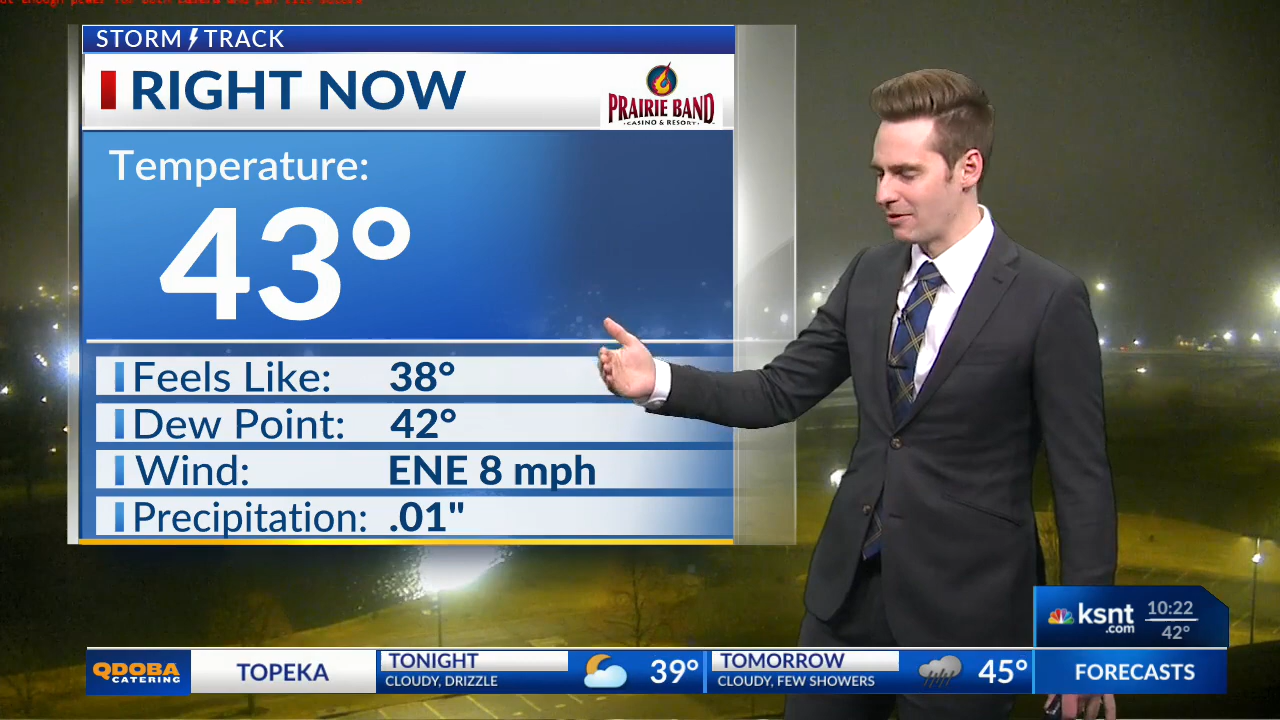 STORM TRACK
RIGHT NOW
PRAIRIE BAND
CASINO & RESORT
Temperature:
43°
Feels Like: 38°
Dew Point: 42°
Wind: ENE 8 mph
Precipitation: .01"
ksnt
.com
10:22
42°
QDOBA
CATERING
TOPEKA
TONIGHT
CLOUDY, DRIZZLE
39°
TOMORROW
CLOUDY, FEW SHOWERS
45°
FORECASTS